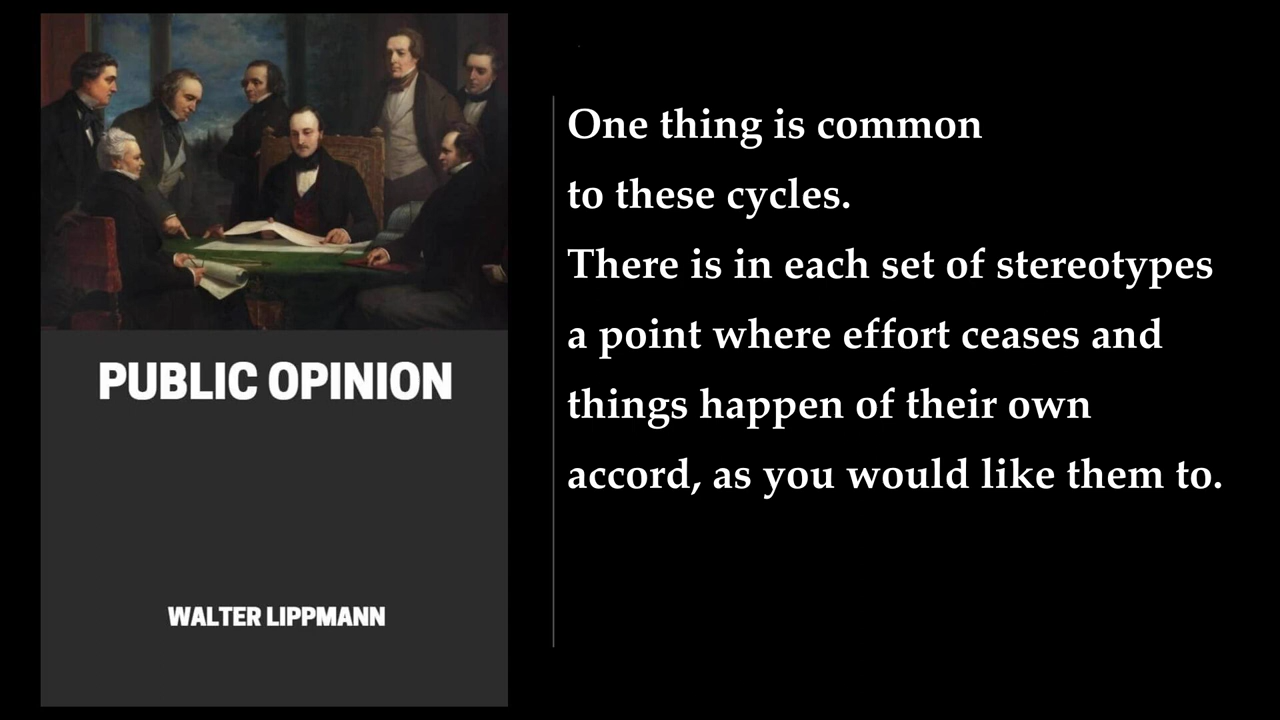 PUBLIC OPINION
WALTER LIPPMANN
One thing is common
to these cycles.
There is in each set of stereotypes
a point where effort ceases and
things happen of their own
accord, as you would like them to.